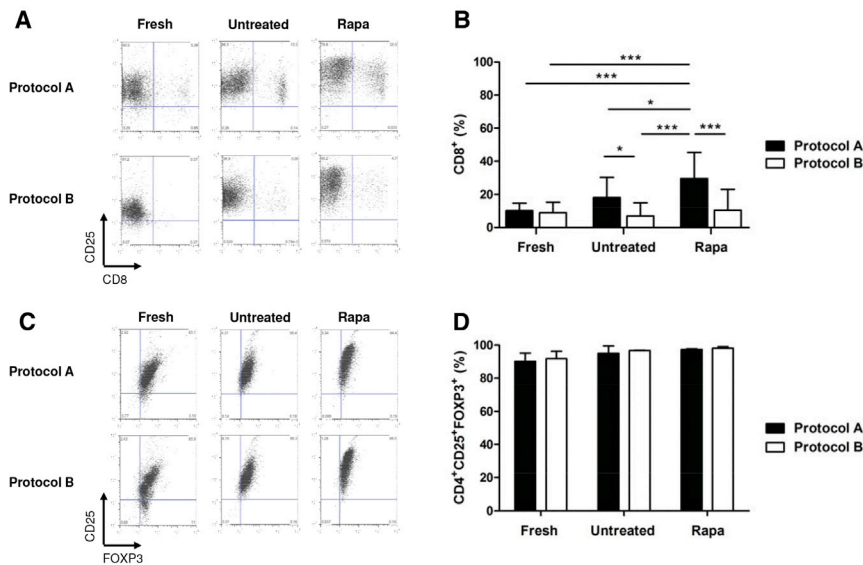 A
Fresh Untreated Rapa
Protocol A
Protocol B
CD25
CD8
B
CD8+ (%)
100
80
60
40
20
0
***
***
*
***
***
*
Fresh Untreated Rapa
Protocol A
Protocol B
C
Fresh Untreated Rapa
Protocol A
Protocol B
CD25
FOXP3
D
CD4+CD25+FOXP3+ (%)
100
80
60
40
20
0
Fresh Untreated Rapa
Protocol A
Protocol B